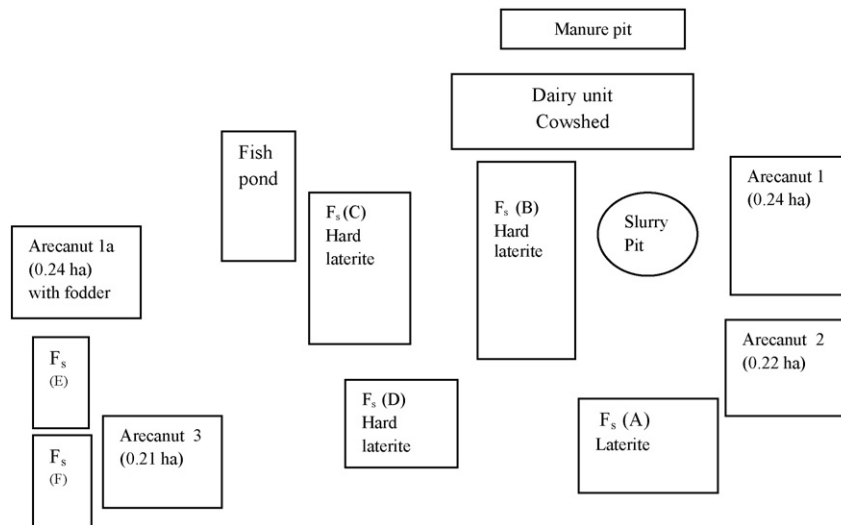 Manure pit
Dairy unit
Cowshed
Fish
pond
Arecanut 1
(0.24 ha)
Fₛ (C)
Hard
laterite
Fₛ (B)
Hard
laterite
Slurry
Pit
Arecanut 1a
(0.24 ha)
with fodder
Arecanut 2
(0.22 ha)
Fₛ
(E)
Fₛ (D)
Hard
laterite
Fₛ (A)
Laterite
Arecanut 3
(0.21 ha)
Fₛ
(F)